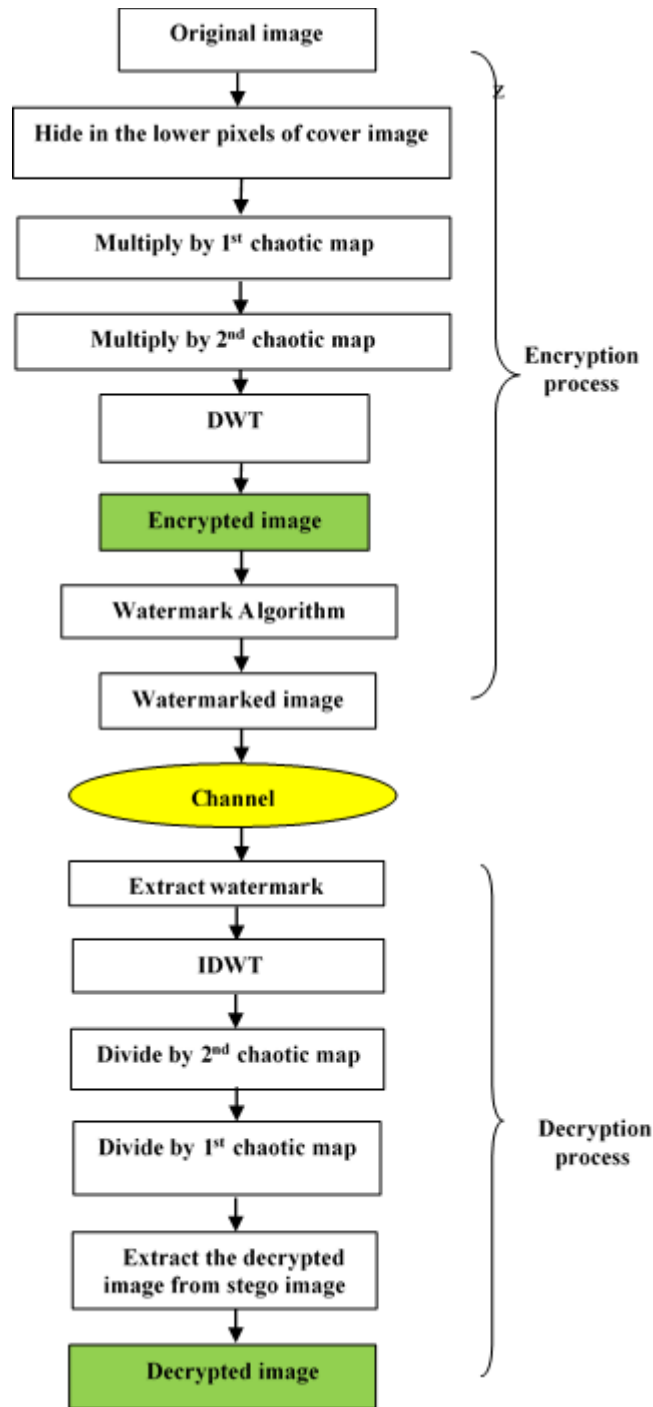 Original image
z
Hide in the lower pixels of cover image
Multiply by 1st chaotic map
Multiply by 2nd chaotic map
Encryption
process
DWT
Encrypted image
Watermark Algorithm
Watermarked image
Channel
Extract watermark
IDWT
Divide by 2nd chaotic map
Divide by 1st chaotic map
Decryption
process
Extract the decrypted
image from stego image
Decrypted image